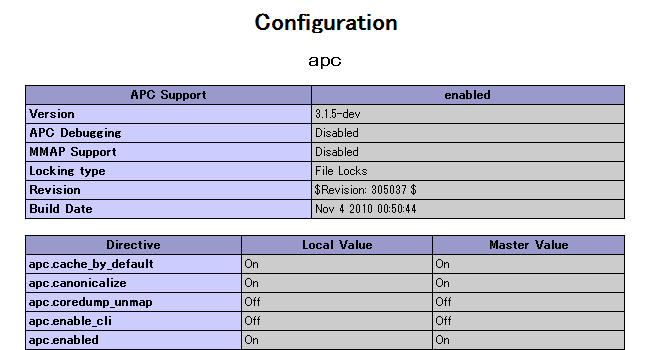 Configuration
apc
APC Support enabled
Version 3.1.5-dev
APC Debugging Disabled
MMAP Support Disabled
Locking type File Locks
Revision $Revision: 305037 $
Build Date Nov 4 2010 00:50:44
Directive Local Value Master Value
apc.cache_by_default On On
apc.canonicalize On On
apc.coredump_unmap Off Off
apc.enable_cli Off Off
apc.enabled On On